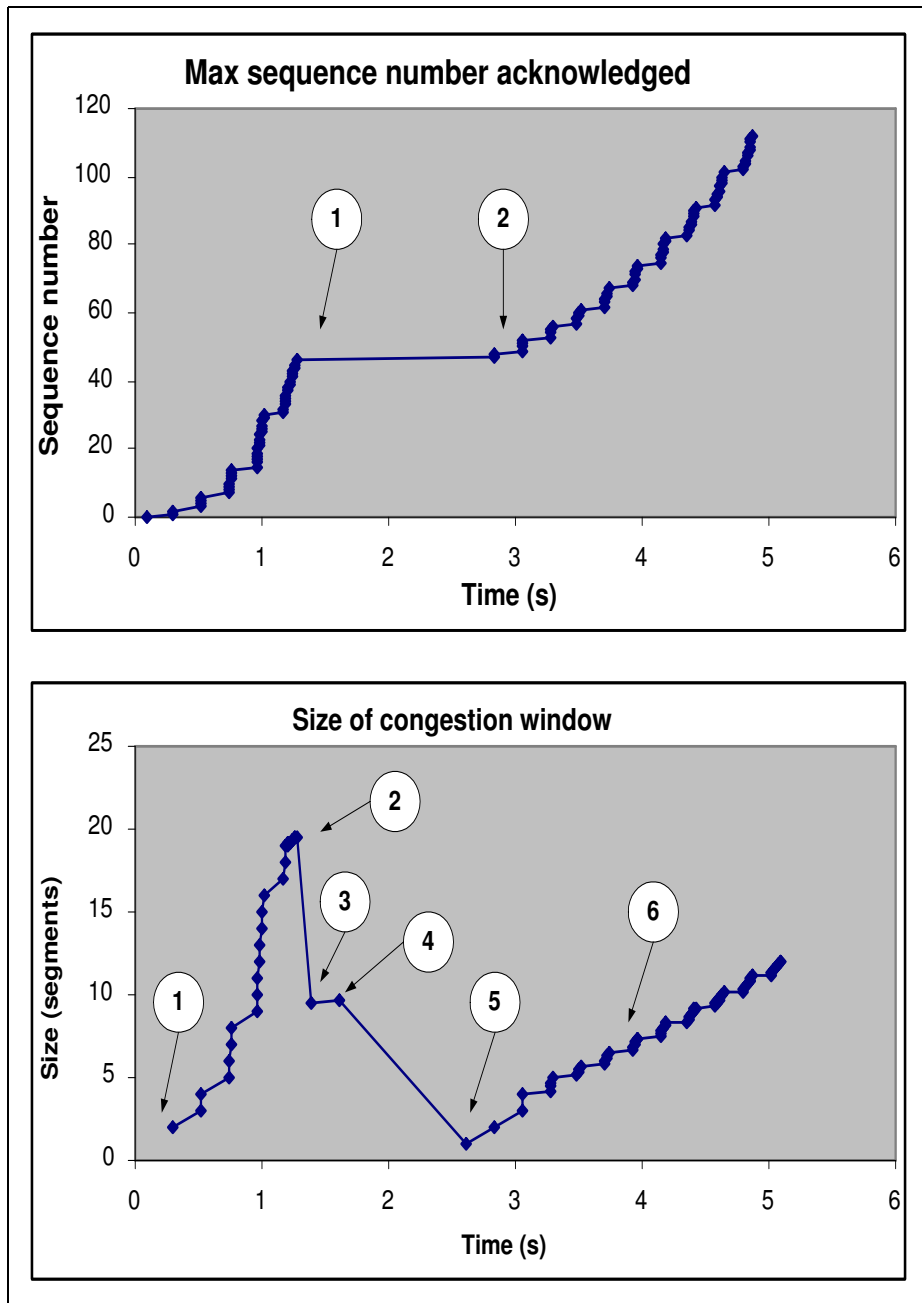 Max sequence number acknowledged
120
100
80
60
40
20
0
Sequence number
1
2
0 1 2 3 4 5 6
Time (s)
Size of congestion window
25
20
15
10
5
0
Size (segments)
1
2
3
4
5
6
0 1 2 3 4 5 6
Time (s)